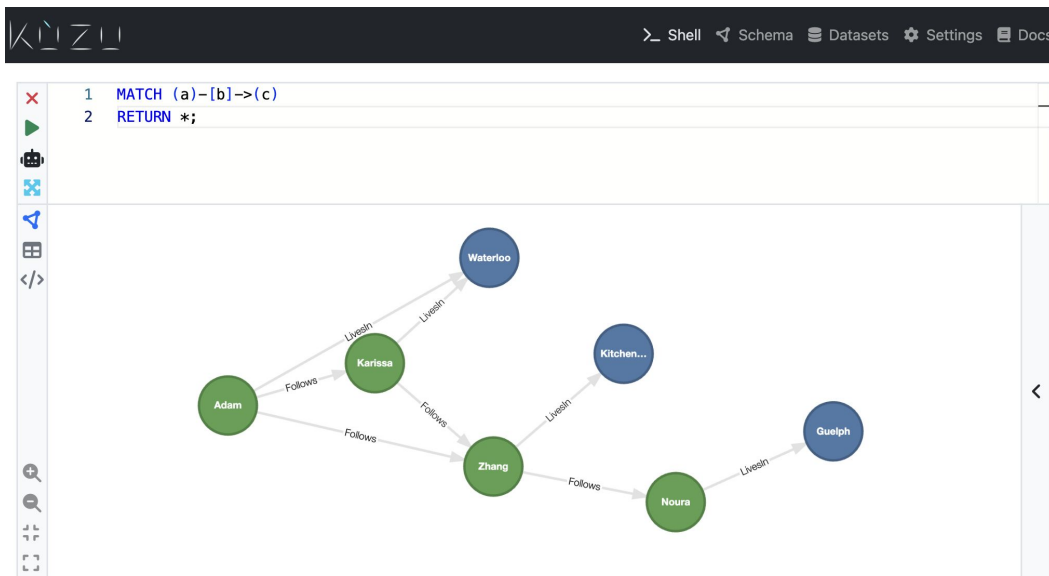 KÙZU
Shell Schema Datasets Settings Docs
1 MATCH (a)-[b]->(c)
2 RETURN *;
Waterloo
LivesIn
LivesIn
Karissa
Kitchen...
Follows
Adam
Follows
LivesIn
Follows
Guelph
Zhang
LivesIn
Follows
Noura